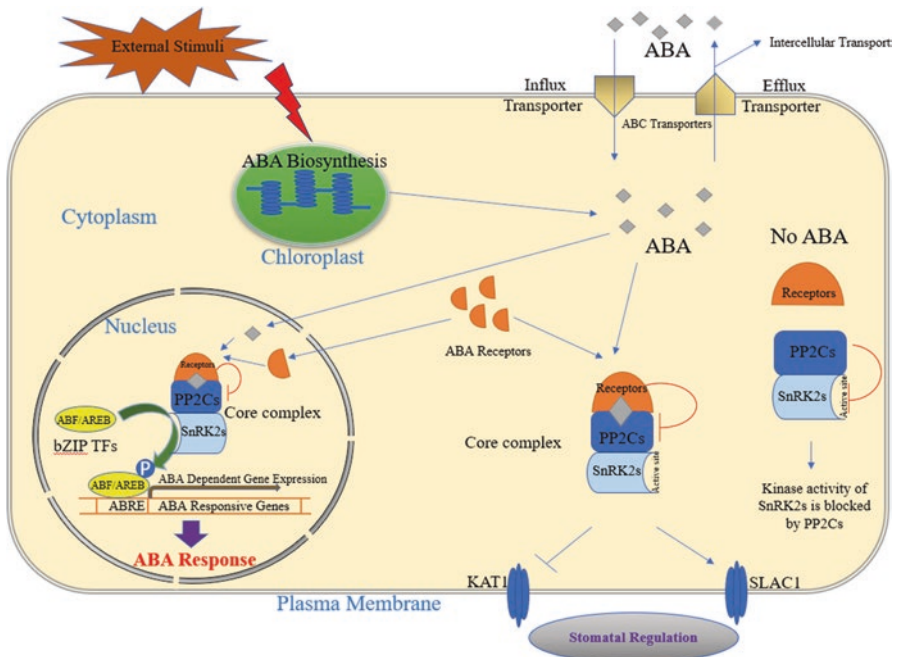 External Stimuli
ABA
Intercellular Transport
Influx
Transporter
Efflux
Transporter
ABC Transporters
ABA Biosynthesis
Chloroplast
Cytoplasm
ABA
No ABA
Receptors
PP2Cs
SnRK2s
Active site
Kinase activity of
SnRK2s is blocked
by PP2Cs
Nucleus
ABA Receptors
Receptors
PP2Cs
SnRK2s
Core complex
ABF/AREB
bZIP TFs
P
ABF/AREB
ABA Dependent Gene Expression
ABRE
ABA Responsive Genes
ABA Response
Core complex
Receptors
PP2Cs
SnRK2s
Active site
KAT1
SLAC1
Plasma Membrane
Stomatal Regulation